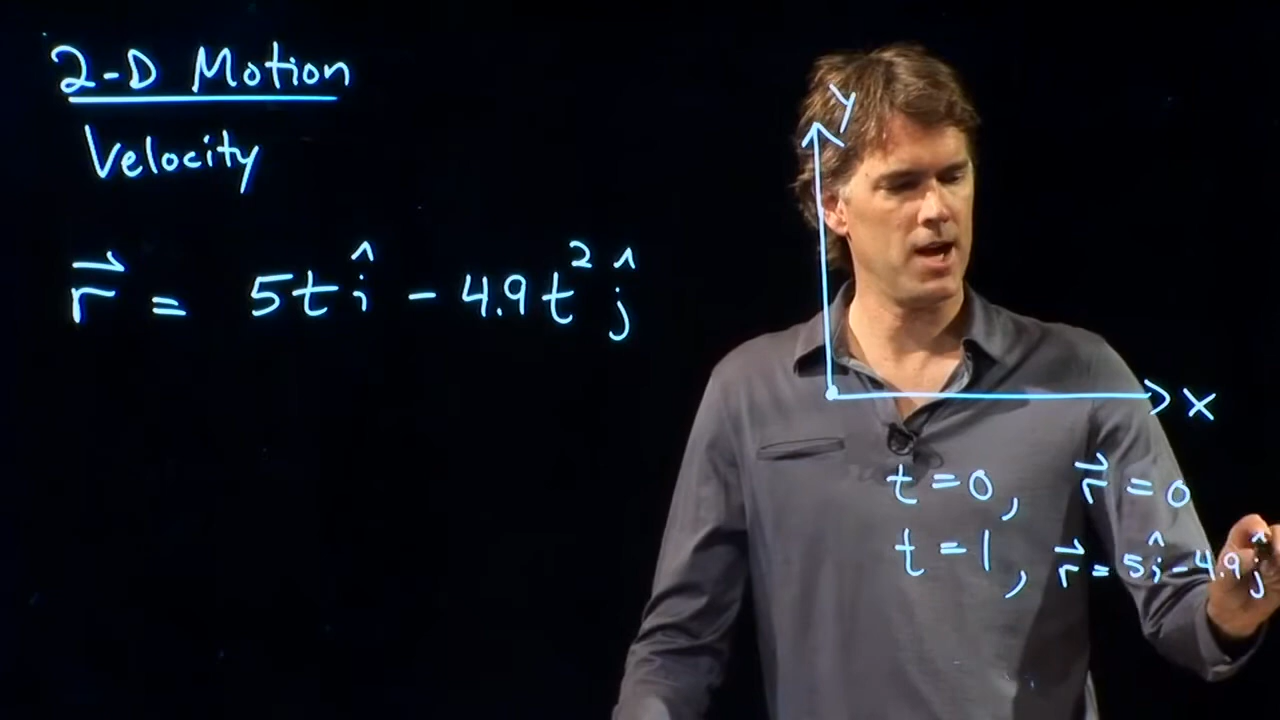 2-D Motion
Velocity
r⃗ = 5t î - 4.9t² ĵ
y
x
t=0, r⃗ = 0
t=1, r⃗ = 5î-4.9ĵ